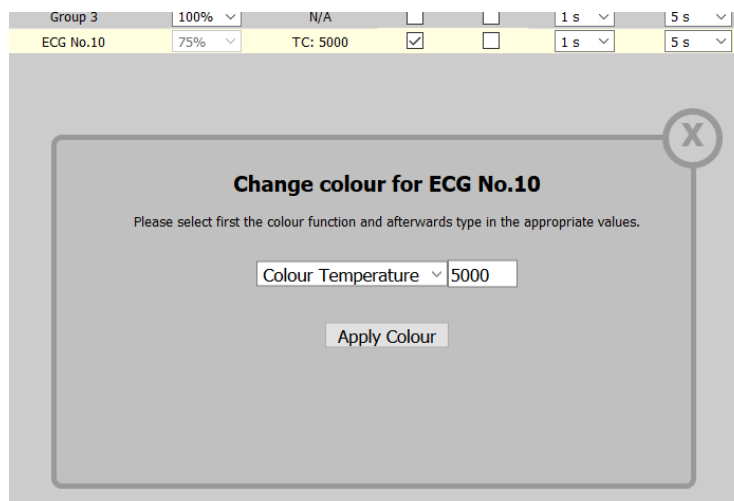 Group 3 100% N/A 1 s 5 s
ECG No.10 75% TC: 5000 1 s 5 s
X
Change colour for ECG No.10
Please select first the colour function and afterwards type in the appropriate values.
Colour Temperature 5000
Apply Colour